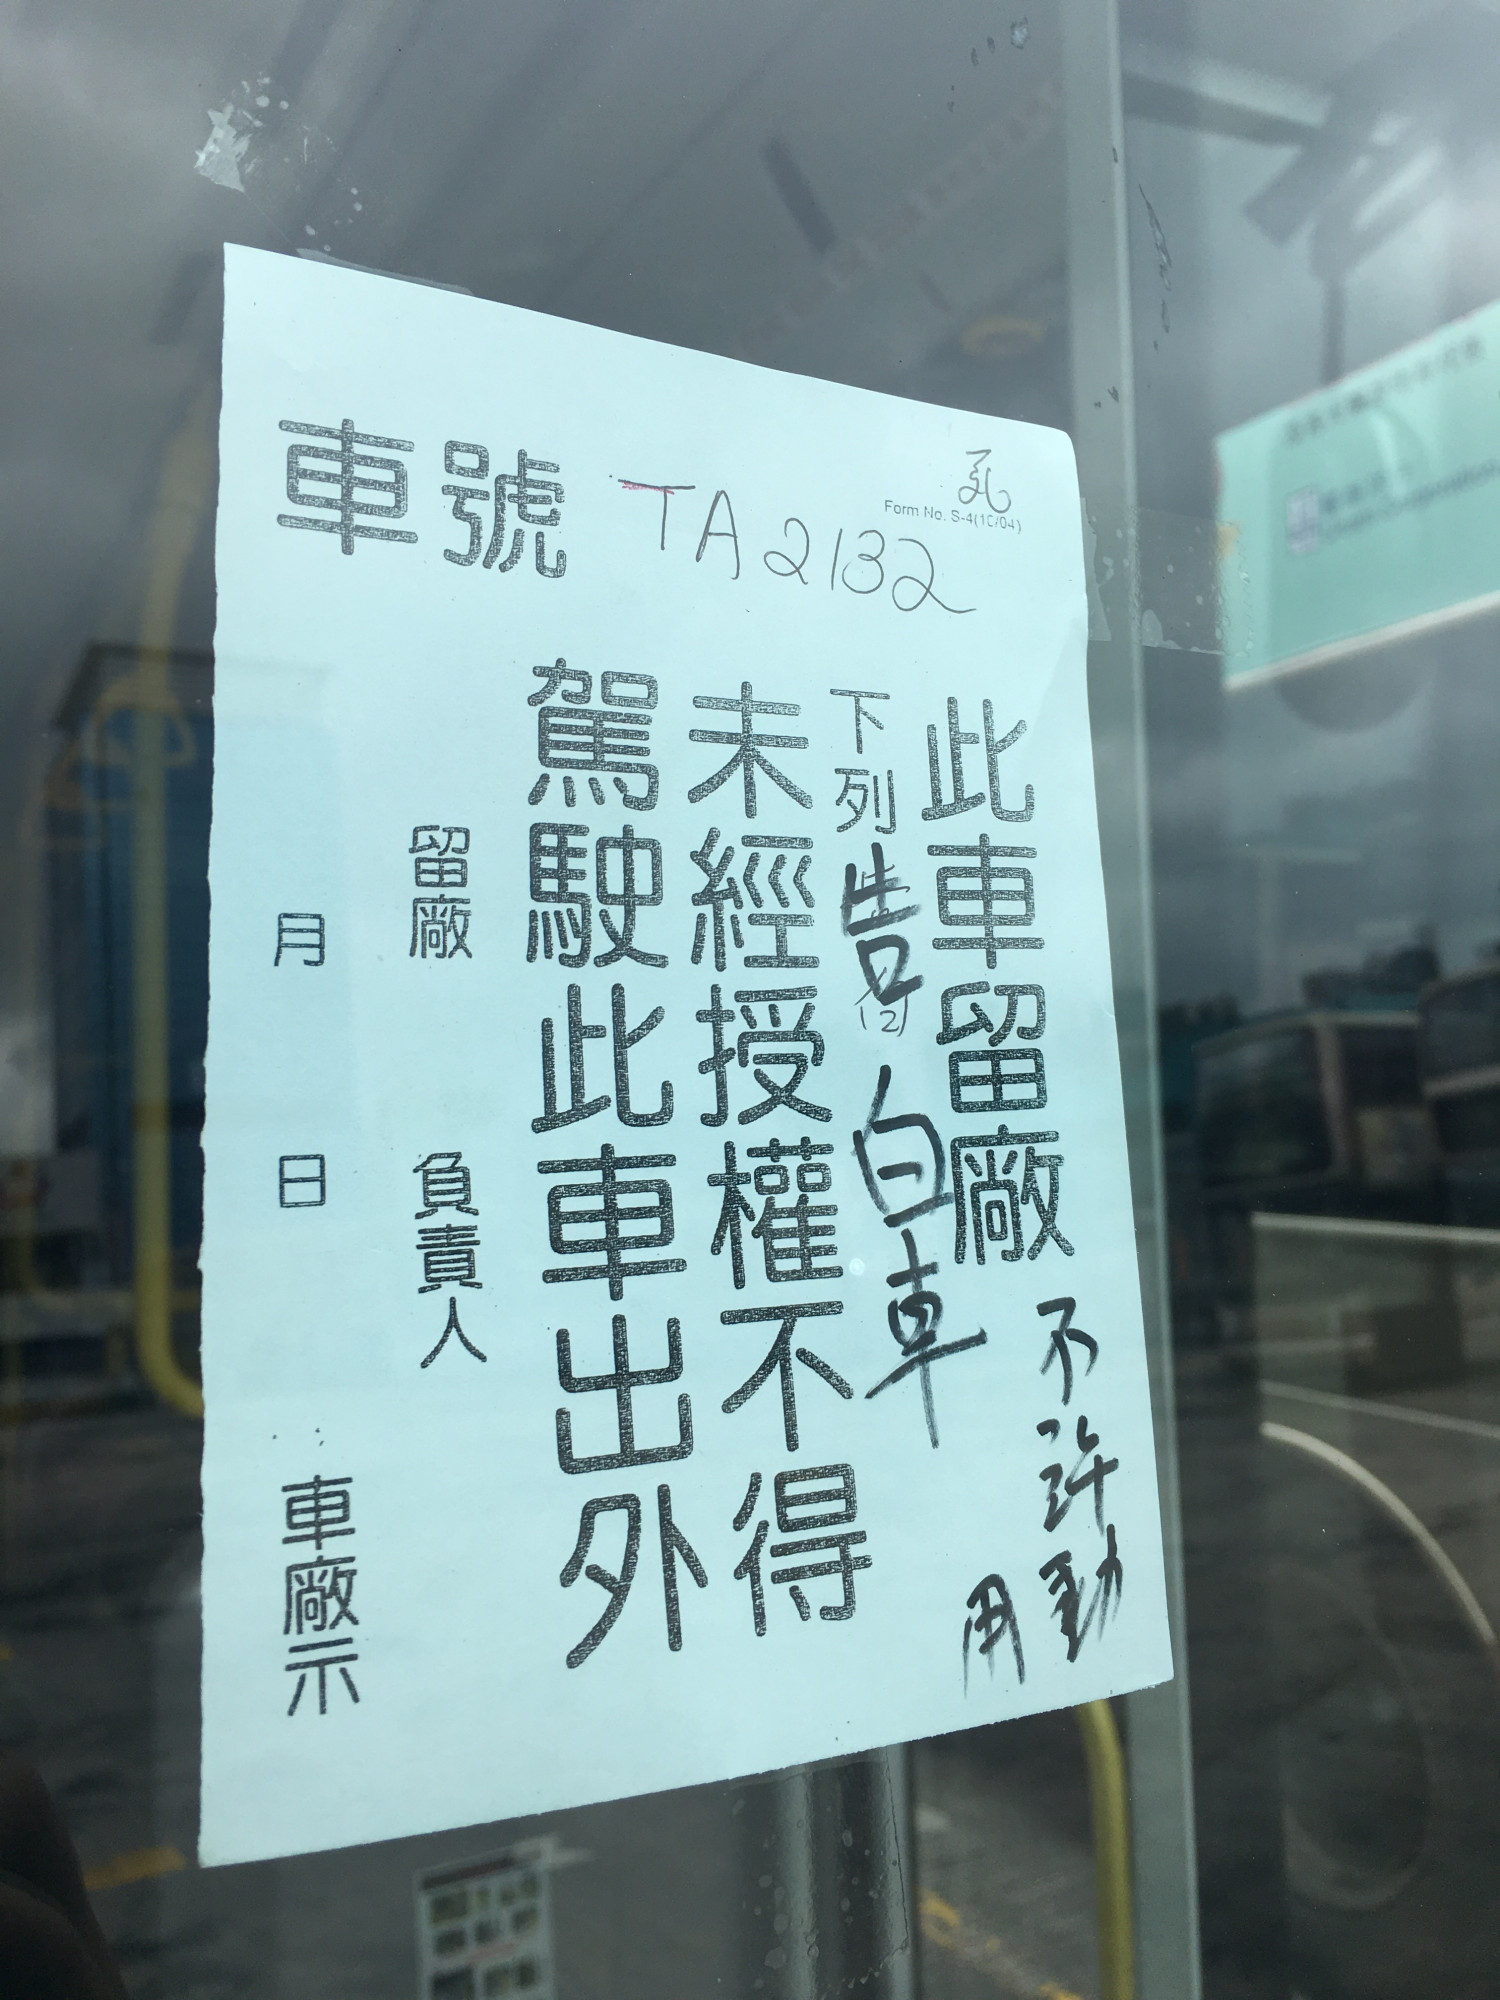 Form No. S-4(10/04)
車號 TA2132
此車留廠 不許動
用
下列告(2) 白車
未經授權不得
駕駛此車出外
留廠 負責人
月 日 車廠示